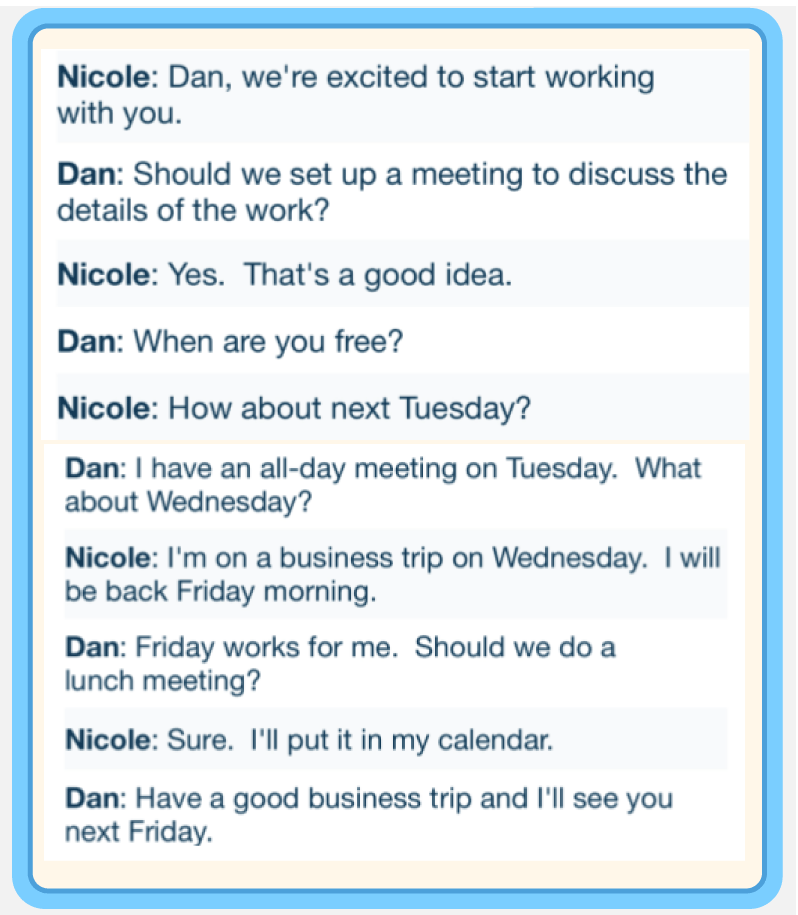 Nicole: Dan, we're excited to start working
with you.
Dan: Should we set up a meeting to discuss the
details of the work?
Nicole: Yes.  That's a good idea.
Dan: When are you free?
Nicole: How about next Tuesday?
Dan: I have an all-day meeting on Tuesday.  What
about Wednesday?
Nicole: I'm on a business trip on Wednesday.  I will
be back Friday morning.
Dan: Friday works for me.  Should we do a
lunch meeting?
Nicole: Sure.  I'll put it in my calendar.
Dan: Have a good business trip and I'll see you
next Friday.